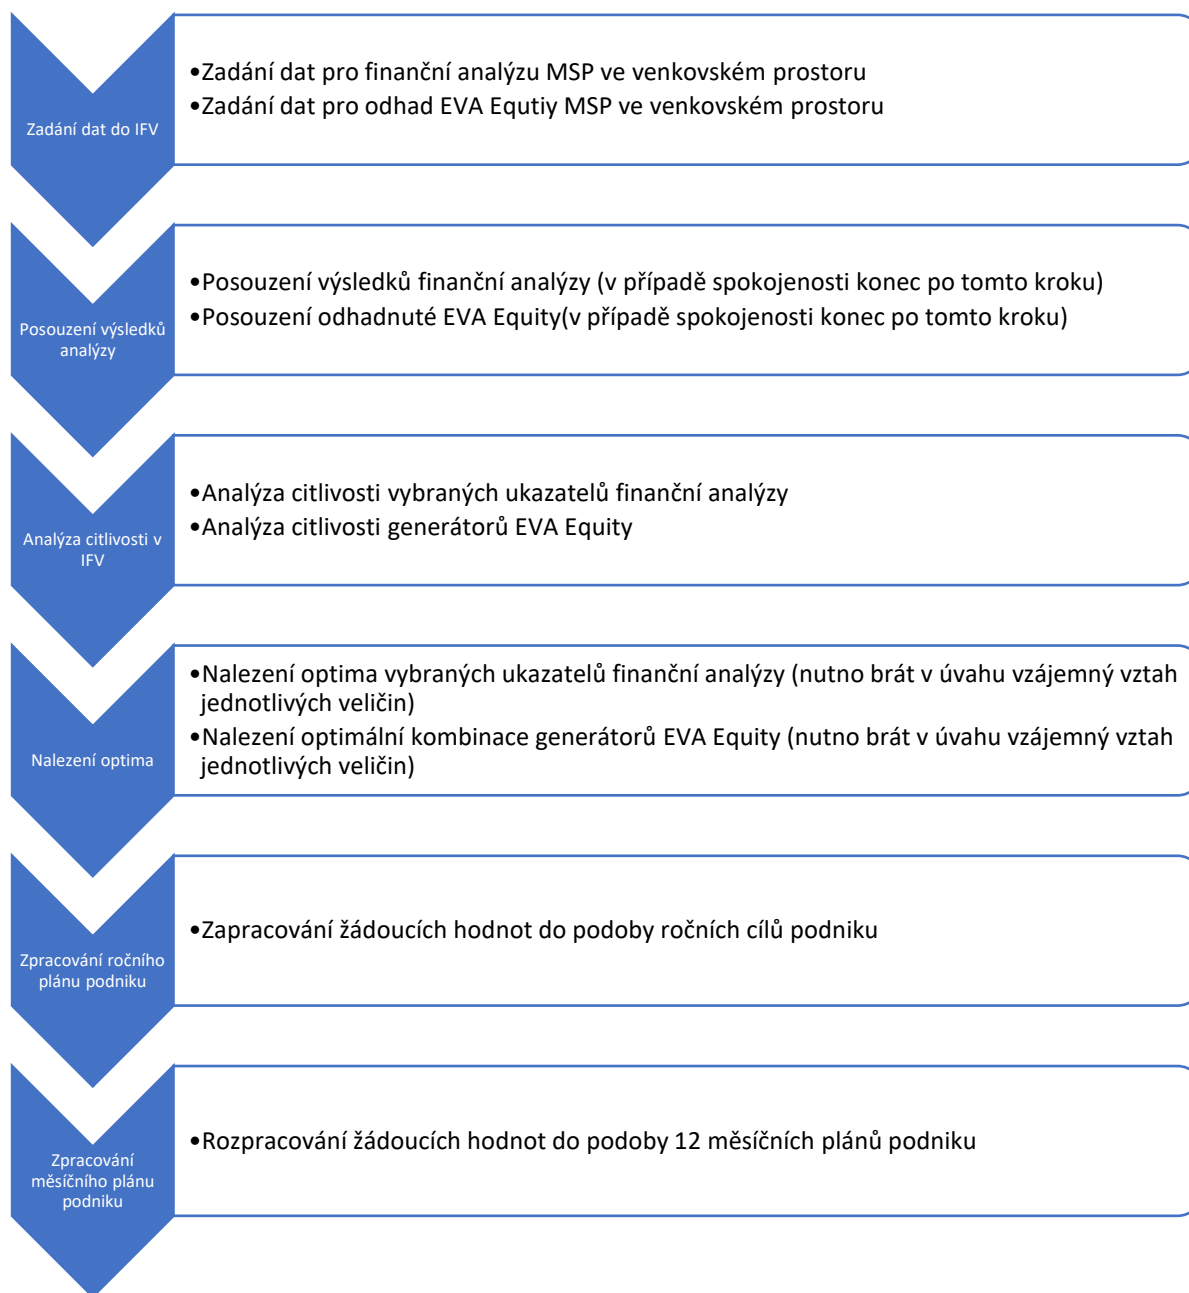 Zadání dat do IFV
•Zadání dat pro finanční analýzu MSP ve venkovském prostoru
•Zadání dat pro odhad EVA Equtiy MSP ve venkovském prostoru
Posouzení výsledků
analýzy
•Posouzení výsledků finanční analýzy (v případě spokojenosti konec po tomto kroku)
•Posouzení odhadnuté EVA Equity(v případě spokojenosti konec po tomto kroku)
Analýza citlivosti v
IFV
•Analýza citlivosti vybraných ukazatelů finanční analýzy
•Analýza citlivosti generátorů EVA Equity
Nalezení optima
•Nalezení optima vybraných ukazatelů finanční analýzy (nutno brát v úvahu vzájemný vztah
jednotlivých veličin)
•Nalezení optimální kombinace generátorů EVA Equity (nutno brát v úvahu vzájemný vztah
jednotlivých veličin)
Zpracování ročního
plánu podniku
•Zapracování žádoucích hodnot do podoby ročních cílů podniku
Zpracování
měsíčního plánu
podniku
•Rozpracování žádoucích hodnot do podoby 12 měsíčních plánů podniku